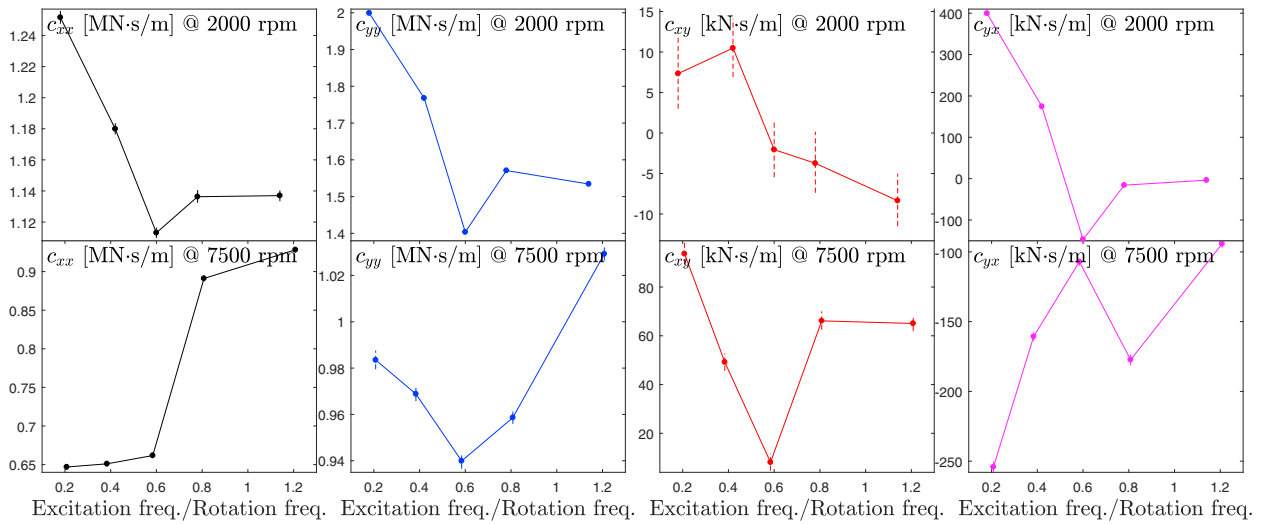 c_xx [MN·s/m] @ 2000 rpm
1.24
1.22
1.2
1.18
1.16
1.14
1.12
c_yy [MN·s/m] @ 2000 rpm
2
1.9
1.8
1.7
1.6
1.5
1.4
c_xy [kN·s/m] @ 2000 rpm
15
10
5
0
-5
-10
c_yx [kN·s/m] @ 2000 rpm
400
300
200
100
0
-100
c_xx [MN·s/m] @ 7500 rpm
0.9
0.85
0.8
0.75
0.7
0.65
0.2 0.4 0.6 0.8 1 1.2
Excitation freq./Rotation freq.
c_yy [MN·s/m] @ 7500 rpm
1.02
1
0.98
0.96
0.94
0.2 0.4 0.6 0.8 1 1.2
Excitation freq./Rotation freq.
c_xy [kN·s/m] @ 7500 rpm
80
60
40
20
0.2 0.4 0.6 0.8 1 1.2
Excitation freq./Rotation freq.
c_yx [kN·s/m] @ 7500 rpm
-100
-150
-200
-250
0.2 0.4 0.6 0.8 1 1.2
Excitation freq./Rotation freq.